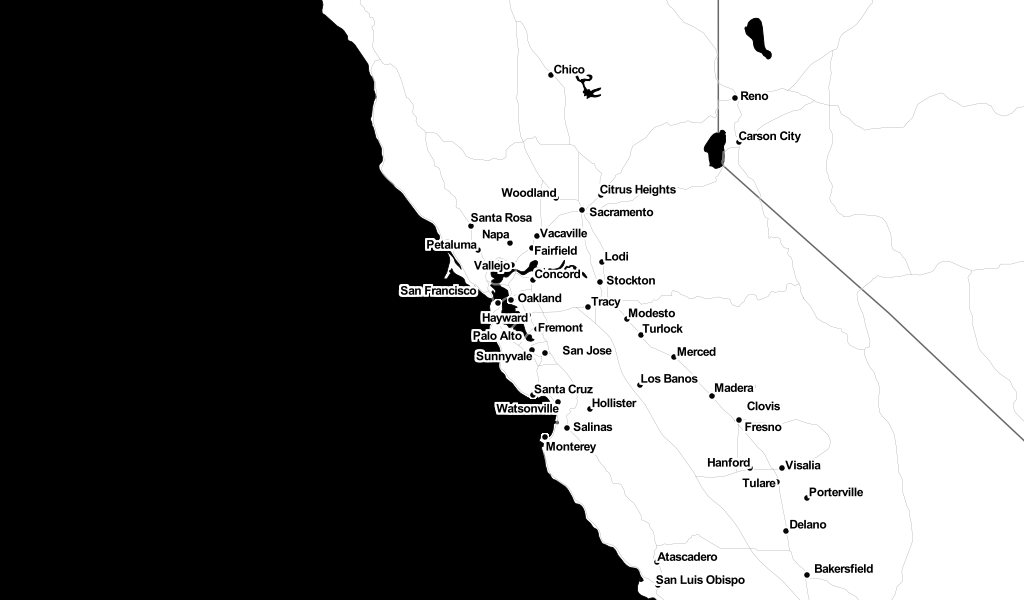 Chico
Reno
Carson City
Woodland
Citrus Heights
Sacramento
Santa Rosa
Napa
Vacaville
Petaluma
Fairfield
Vallejo
Concord
Lodi
Stockton
San Francisco
Oakland
Tracy
Hayward
Modesto
Palo Alto
Fremont
Turlock
Sunnyvale
San Jose
Merced
Los Banos
Santa Cruz
Madera
Watsonville
Hollister
Clovis
Salinas
Fresno
Monterey
Hanford
Visalia
Tulare
Porterville
Delano
Atascadero
Bakersfield
San Luis Obispo